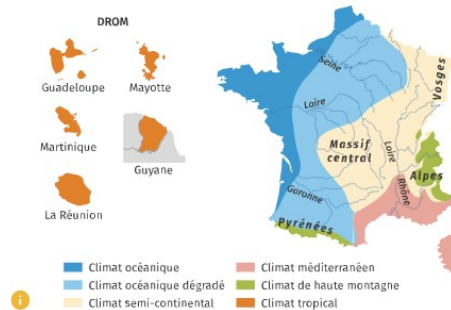 DROM
Guadeloupe
Mayotte
Martinique
Guyane
La Réunion
Seine
Vosges
Loire
Massif
central
Loire
Alpes
Rhône
Garonne
Pyrénées
Climat océanique
Climat océanique dégradé
Climat semi-continental
Climat méditerranéen
Climat de haute montagne
Climat tropical
i